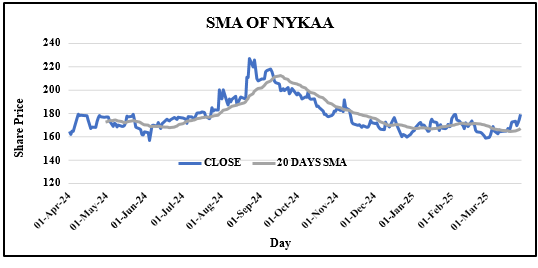 SMA OF NYKAA
240
220
200
180
160
140
120
Share Price
CLOSE
20 DAYS SMA
01-Apr-24
01-May-24
01-Jun-24
01-Jul-24
01-Aug-24
01-Sep-24
01-Oct-24
01-Nov-24
01-Dec-24
01-Jan-25
01-Feb-25
01-Mar-25
Day